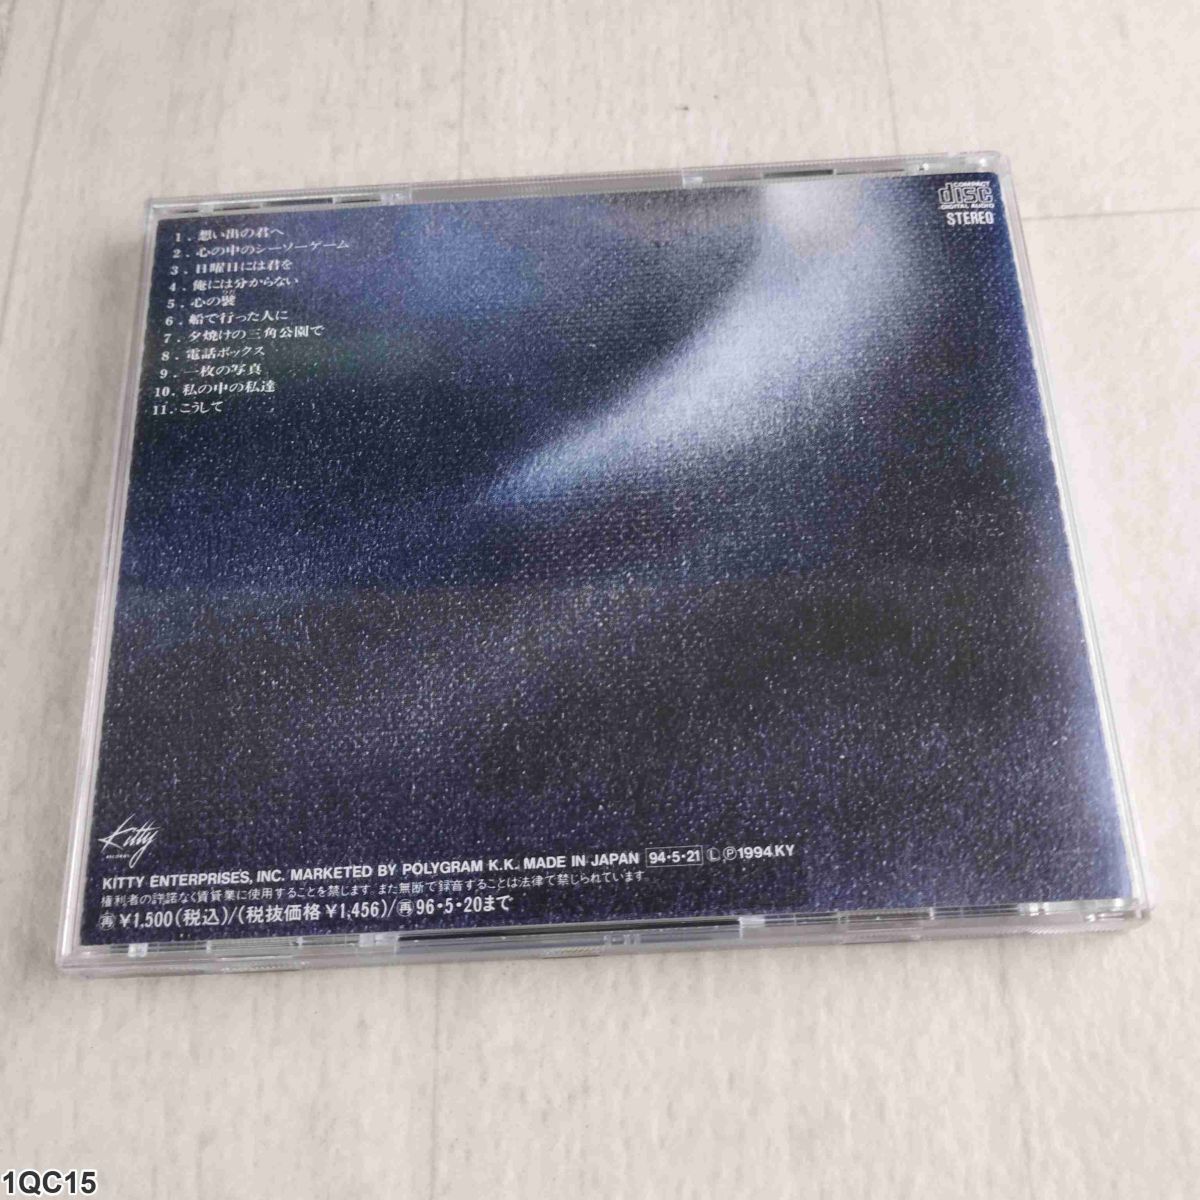 COMPACT
disc
DIGITAL AUDIO
STEREO
1. 想い出の君へ
2. 心の中のシーソーゲーム
3. 日曜日には君を
4. 俺には分からない
5. 心の襞
6. 船で行った人に
7. 夕焼けの三角公園で
8. 電話ボックス
9. 一枚の写真
10. 私の中の私達
11. こうして
Kitty
RECORDS
KITTY ENTERPRISES, INC. MARKETED BY POLYGRAM K.K. MADE IN JAPAN 94・5・21 Ⓛ Ⓟ1994.KY
権利者の許諾なく賃貸業に使用することを禁じます。また無断で録音することは法律で禁じられています。
再 ¥1,500(税込)/(税抜価格 ¥1,456)/再 96・5・20まで
1QC15